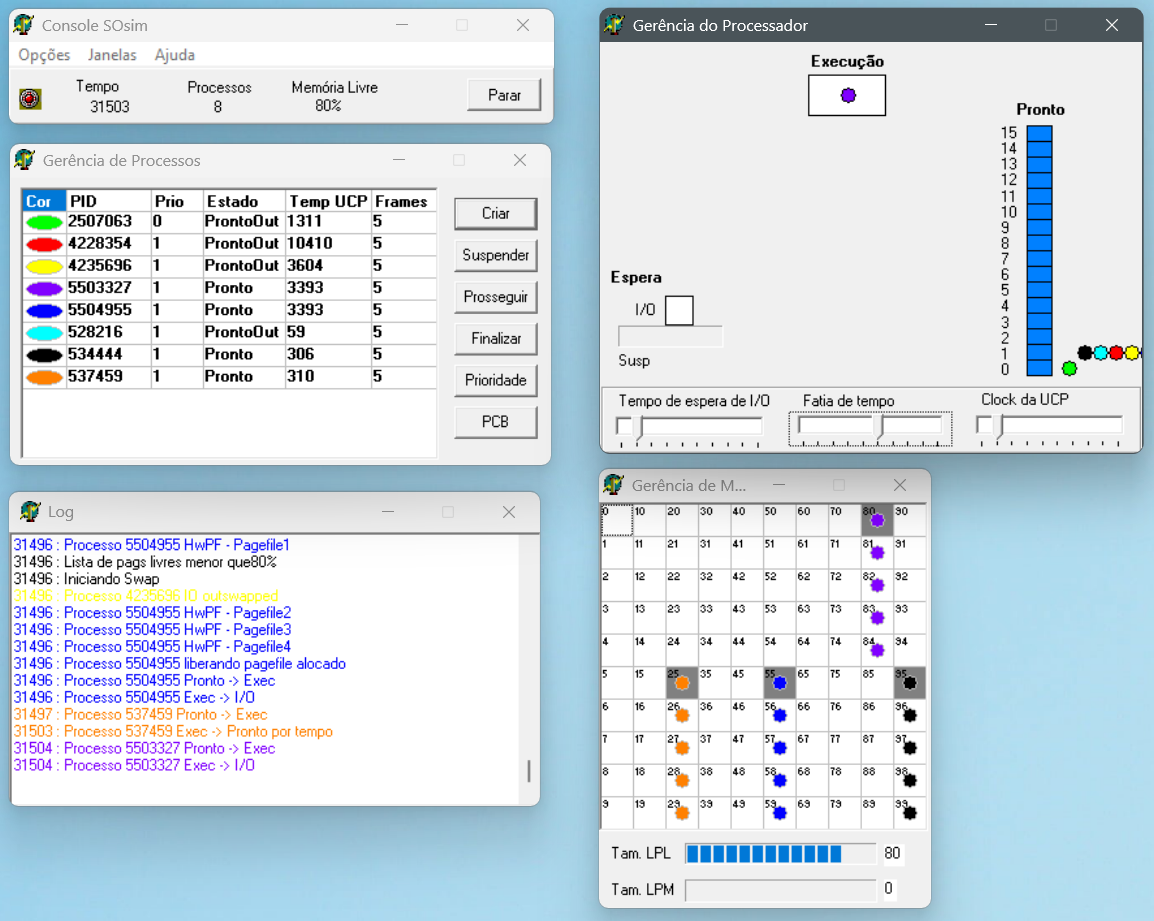 Console SOsim
Opções Janelas Ajuda
Tempo Processos Memória Livre
31503 8 80%
Parar
Gerência de Processos
Cor PID Prio Estado Temp UCP Frames
2507063 0 ProntoOut 1311 5
4228354 1 ProntoOut 10410 5
4235696 1 ProntoOut 3604 5
5503327 1 Pronto 3393 5
5504955 1 Pronto 3393 5
528216 1 ProntoOut 59 5
534444 1 Pronto 306 5
537459 1 Pronto 310 5
Criar
Suspender
Prosseguir
Finalizar
Prioridade
PCB
Log
31496 : Processo 5504955 HwPF - Pagefile1
31496 : Lista de pags livres menor que80%
31496 : Iniciando Swap
31496 : Processo 4235696 IO outswapped
31496 : Processo 5504955 HwPF - Pagefile2
31496 : Processo 5504955 HwPF - Pagefile3
31496 : Processo 5504955 HwPF - Pagefile4
31496 : Processo 5504955 liberando pagefile alocado
31496 : Processo 5504955 Pronto -> Exec
31496 : Processo 5504955 Exec -> I/O
31497 : Processo 537459 Pronto -> Exec
31503 : Processo 537459 Exec -> Pronto por tempo
31504 : Processo 5503327 Pronto -> Exec
31504 : Processo 5503327 Exec -> I/O
Gerência do Processador
Execução
Pronto
15
14
13
12
11
10
9
8
7
6
5
4
3
2
1
0
Espera
I/O
Susp
Tempo de espera de I/O Fatia de tempo Clock da UCP
Gerência de M...
0 10 20 30 40 50 60 70 80 90
1 11 21 31 41 51 61 71 81 91
2 12 22 32 42 52 62 72 82 92
3 13 23 33 43 53 63 73 83 93
4 14 24 34 44 54 64 74 84 94
5 15 25 35 45 55 65 75 85 95
6 16 26 36 46 56 66 76 86 96
7 17 27 37 47 57 67 77 87 97
8 18 28 38 48 58 68 78 88 98
9 19 29 39 49 59 69 79 89 99
Tam. LPL 80
Tam. LPM 0